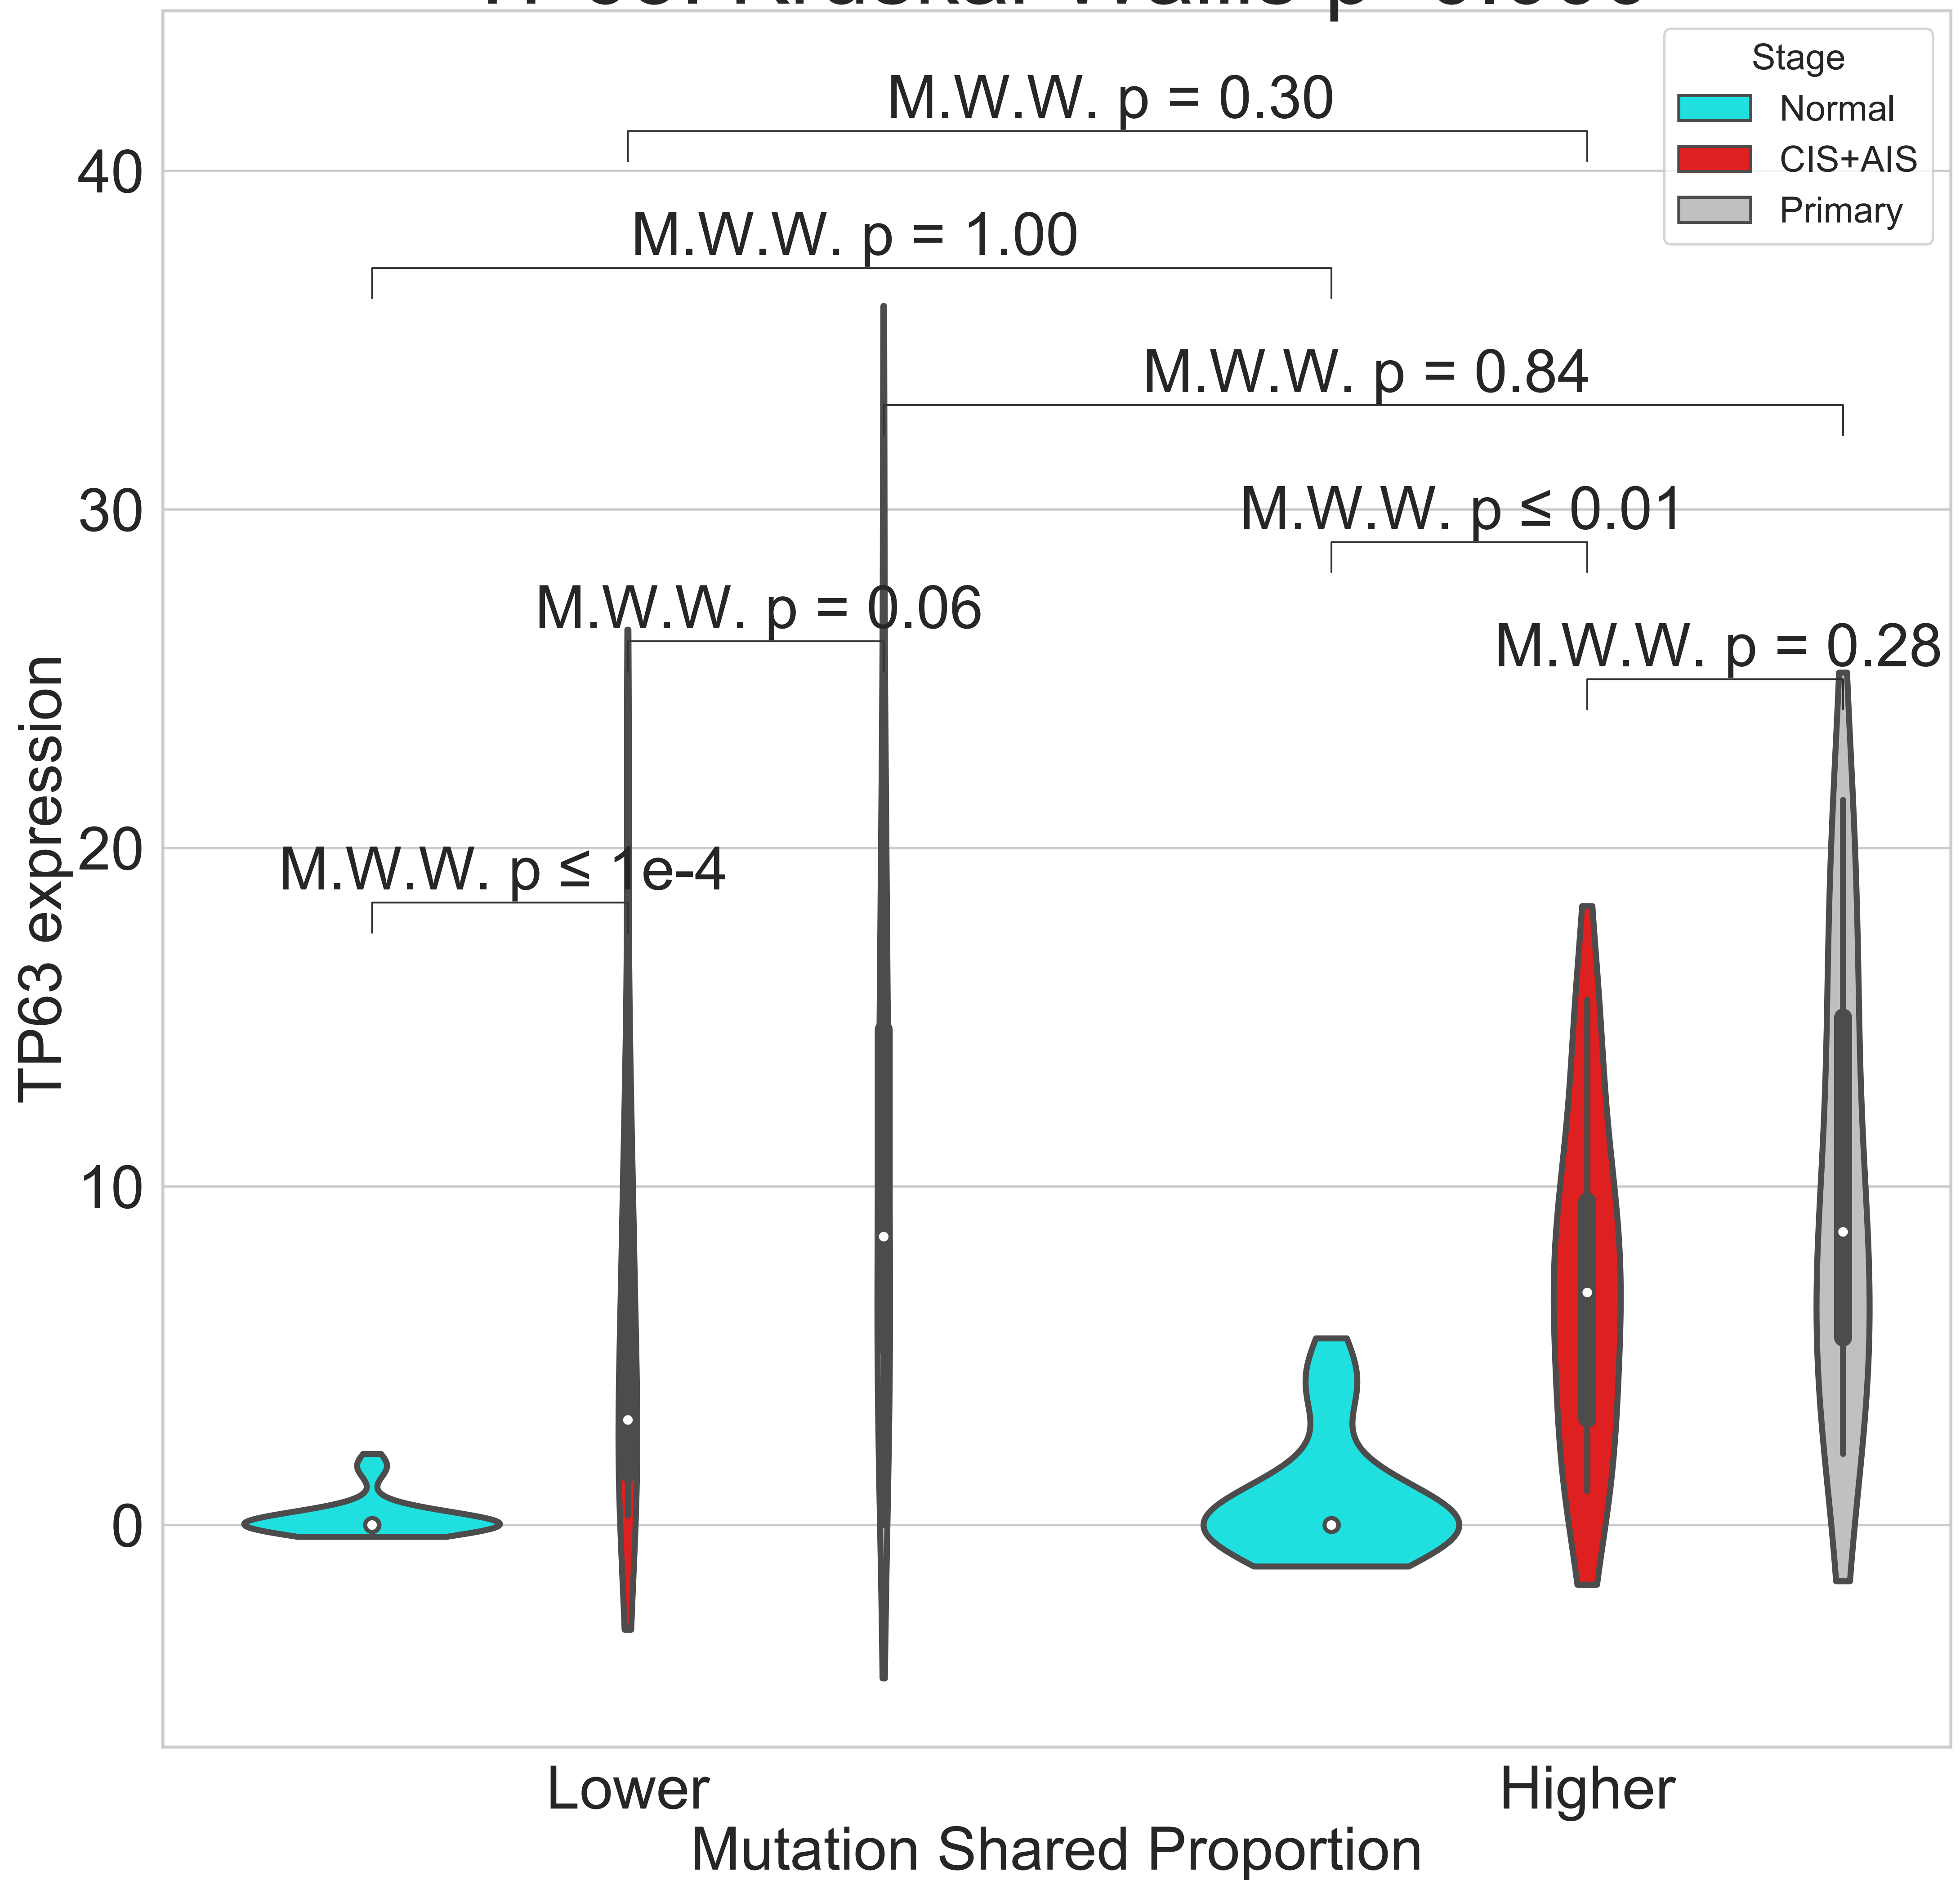 Stage
Normal
CIS+AIS
Primary
M.W.W. p = 0.30
M.W.W. p = 1.00
M.W.W. p = 0.84
M.W.W. p ≤ 0.01
M.W.W. p = 0.06
M.W.W. p = 0.28
M.W.W. p ≤ 1e-4
40
30
20
10
0
TP63 expression
Lower
Higher
Mutation Shared Proportion